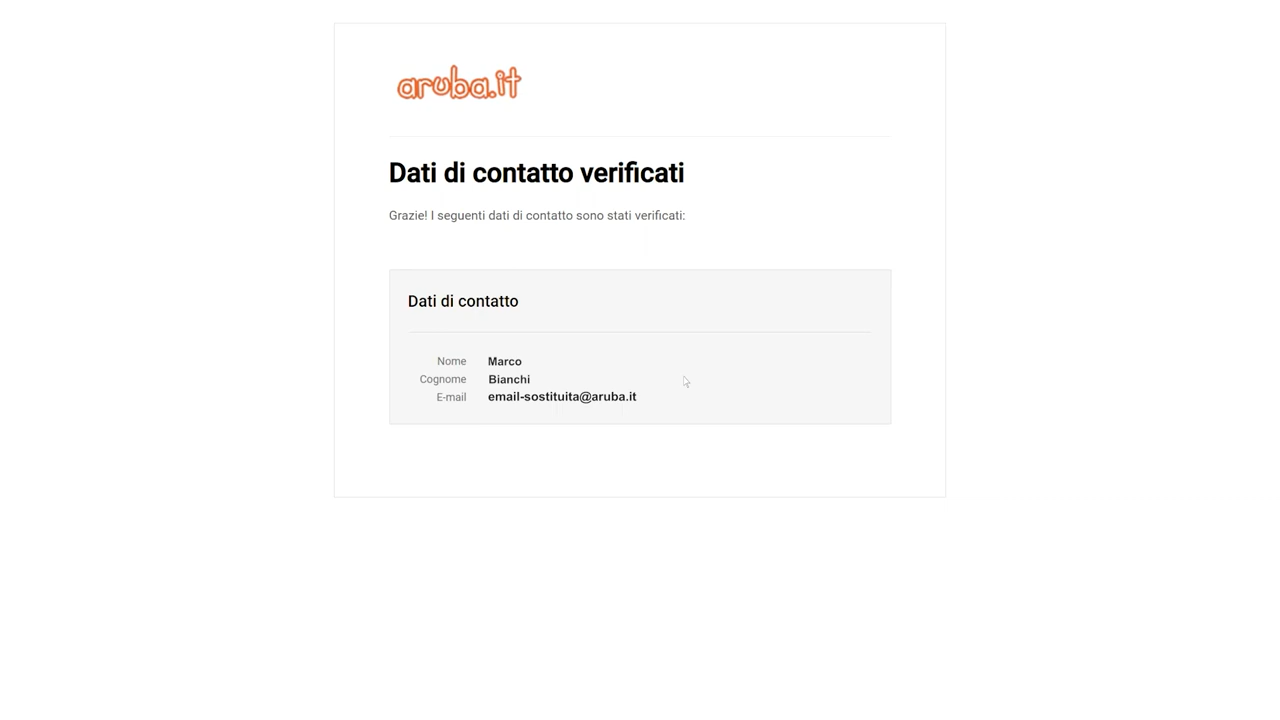 aruba.it
Dati di contatto verificati
Grazie! I seguenti dati di contatto sono stati verificati:
Dati di contatto
Nome Marco
Cognome Bianchi
E-mail email-sostituita@aruba.it